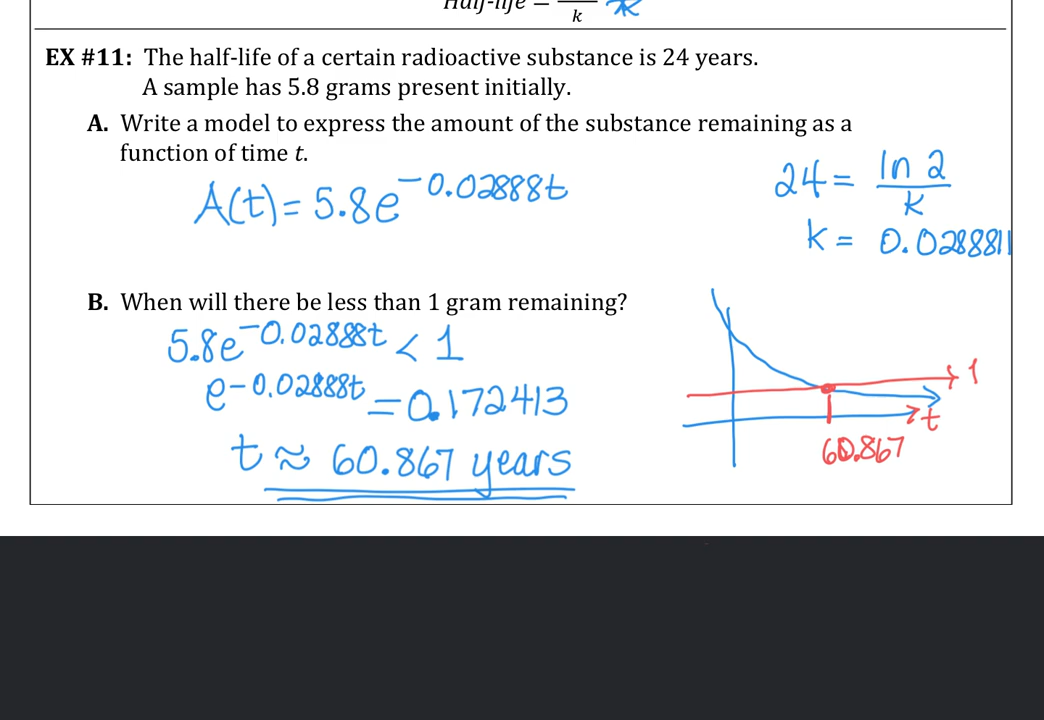 Half-life = k
EX #11: The half-life of a certain radioactive substance is 24 years.
A sample has 5.8 grams present initially.
A. Write a model to express the amount of the substance remaining as a
function of time t.
A(t) = 5.8e^-0.02888t
24 = ln 2 / k
k = 0.0288811
B. When will there be less than 1 gram remaining?
5.8e^-0.02888t < 1
e^-0.02888t = 0.172413
t ≈ 60.867 years
1
t
60.867